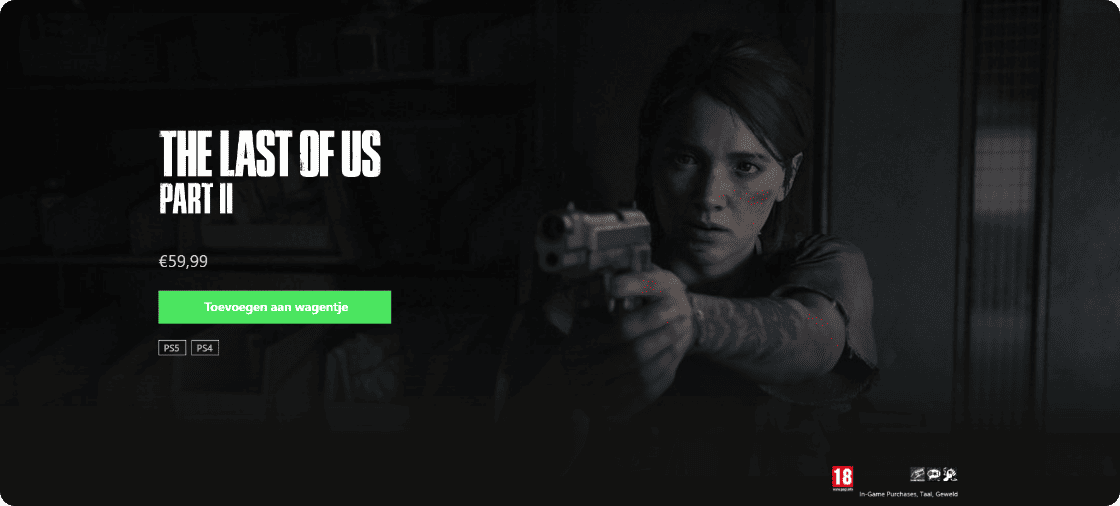 THE LAST OF US
PART II
€59,99
Toevoegen aan wagentje
PS5 PS4
18
In-Game Purchases, Taal, Geweld